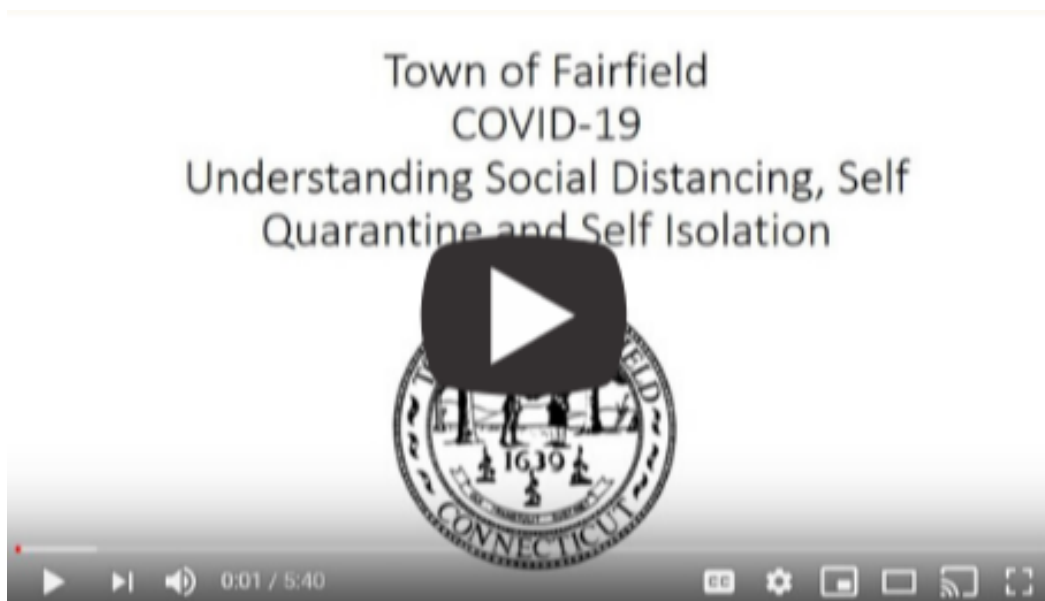 Town of Fairfield
COVID-19
Understanding Social Distancing, Self
Quarantine and Self Isolation
1639
CONNECTICUT
0:01 / 5:40
CC